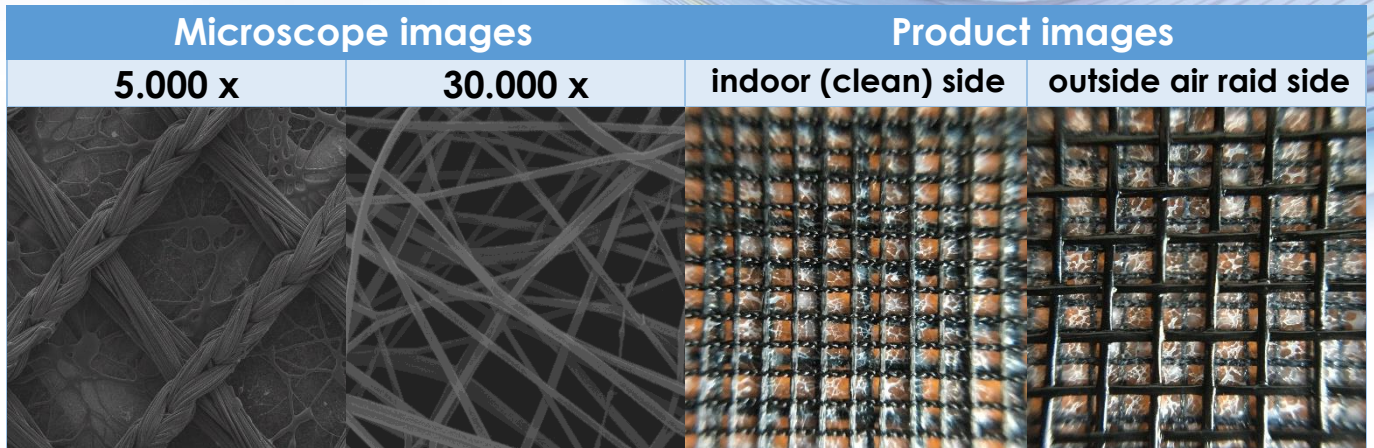 Microscope images
Product images
5.000 x
30.000 x
indoor (clean) side
outside air raid side